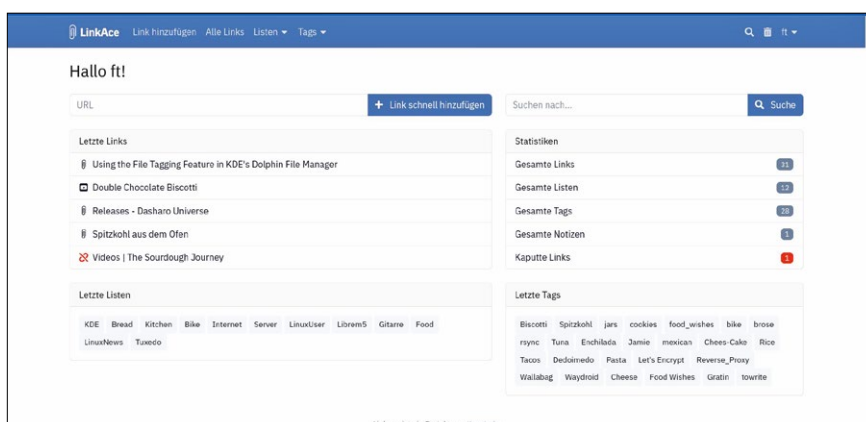 LinkAce Link hinzufügen Alle Links Listen Tags ft
Hallo ft!
URL
Link schnell hinzufügen
Suchen nach...
Suche
Letzte Links
Using the File Tagging Feature in KDE's Dolphin File Manager
Double Chocolate Biscotti
Releases - Dasharo Universe
Spitzkohl aus dem Ofen
Videos | The Sourdough Journey
Statistiken
Gesamte Links 31
Gesamte Listen 12
Gesamte Tags 28
Gesamte Notizen 1
Kaputte Links 1
Letzte Listen
KDE Bread Kitchen Bike Internet Server LinuxUser Librem5 Gitarre Food
LinuxNews Tuxedo
Letzte Tags
Biscotti Spitzkohl jars cookies food_wishes bike brose
rsync Tuna Enchilada Jamie mexican Chees-Cake Rice
Tacos Dedoimedo Pasta Let's Encrypt Reverse_Proxy
Wallabag Waydroid Cheese Food Wishes Gratin towrite